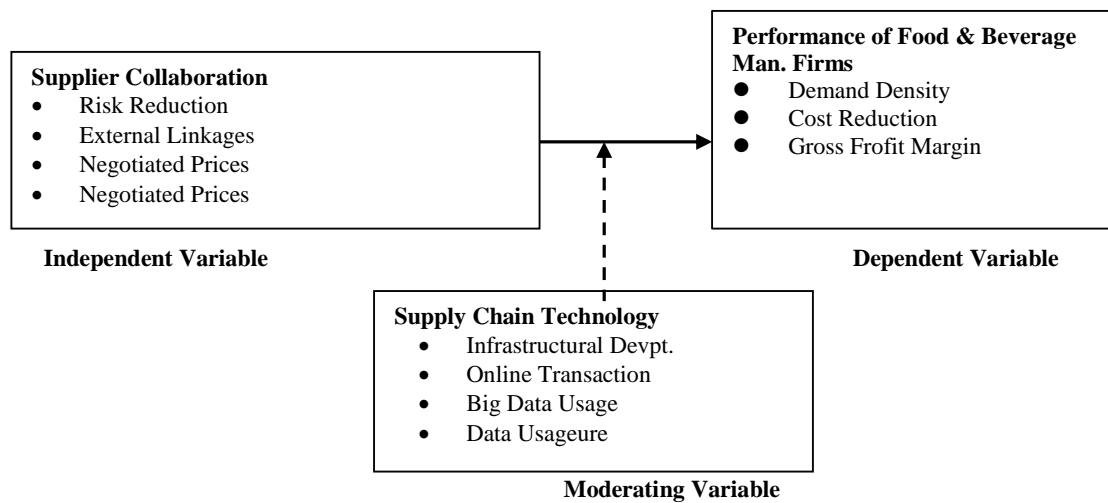 Supplier Collaboration
• Risk Reduction
• External Linkages
• Negotiated Prices
• Negotiated Prices
Independent Variable
Performance of Food & Beverage
Man. Firms
● Demand Density
● Cost Reduction
● Gross Frofit Margin
Dependent Variable
Supply Chain Technology
• Infrastructural Devpt.
• Online Transaction
• Big Data Usage
• Data Usageure
Moderating Variable